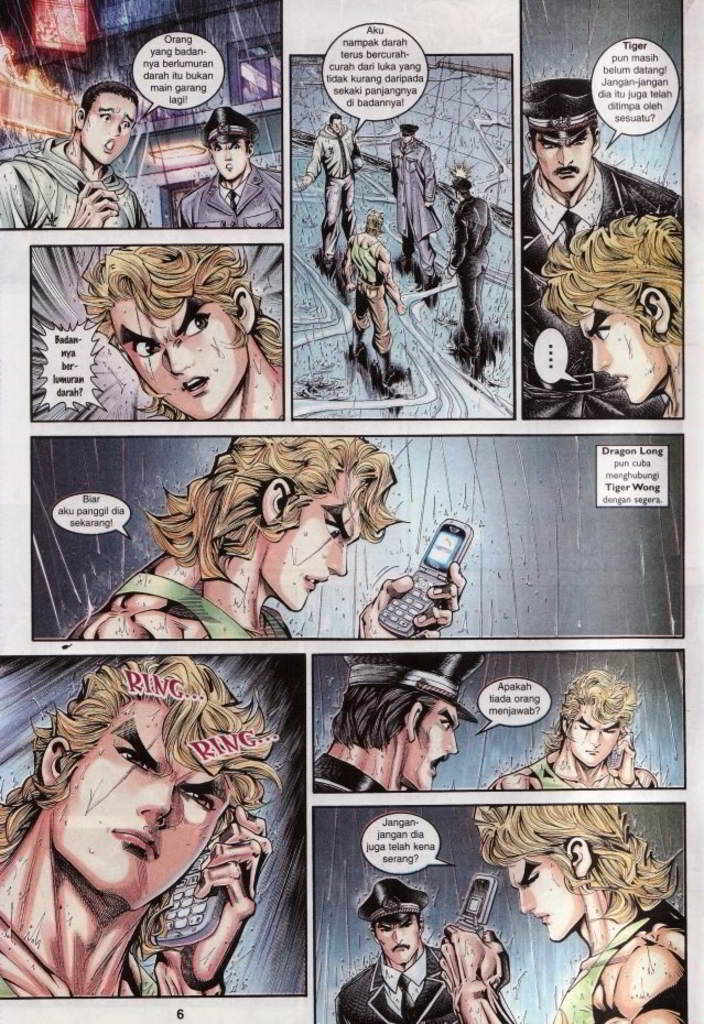 Orang
yang badan-
nya berlumuran
darah itu bukan
main garang
lagi!
Aku
nampak darah
terus bercurah-
curah dari luka yang
tidak kurang daripada
sekaki panjangnya
di badannya!
Tiger
pun masih
belum datang!
Jangan-jangan
dia itu juga telah
ditimpa oleh
sesuatu?
Badan-
nya
ber-
lumuran
darah?
...
Biar
aku panggil dia
sekarang!
Dragon Long
pun cuba
menghubungi
Tiger Wong
dengan segera.
RING...
RING...
Apakah
tiada orang
menjawab?
Jangan-
jangan dia
juga telah kena
serang?
6